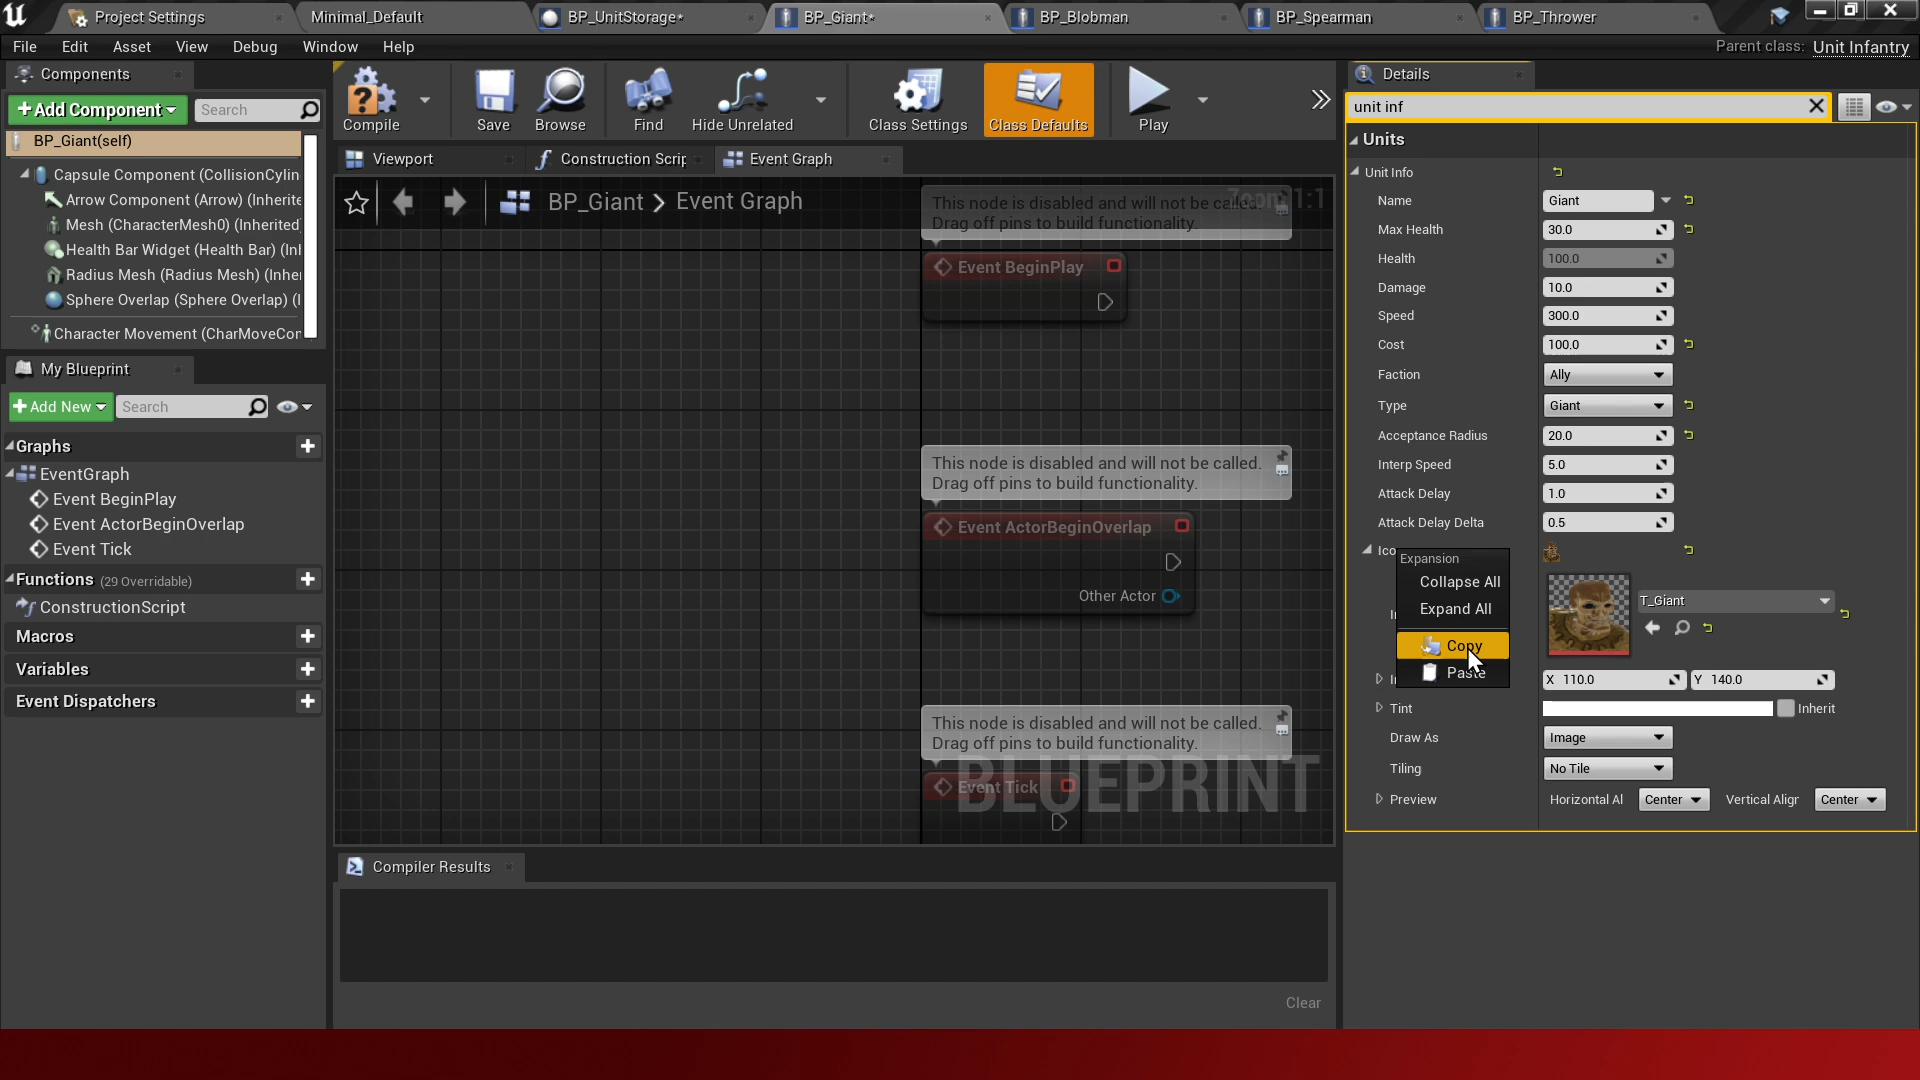 Project Settings
Minimal_Default
BP_UnitStorage*
BP_Giant*
BP_Blobman
BP_Spearman
BP_Thrower
File Edit Asset View Debug Window Help
Parent class: Unit Infantry
Components
+Add Component
Search
BP_Giant(self)
Capsule Component (CollisionCylin
Arrow Component (Arrow) (Inherite
Mesh (CharacterMesh0) (Inherited
Health Bar Widget (Health Bar) (Inl
Radius Mesh (Radius Mesh) (Inhe
Sphere Overlap (Sphere Overlap) (I
Character Movement (CharMoveCor
My Blueprint
+Add New
Search
Graphs
EventGraph
Event BeginPlay
Event ActorBeginOverlap
Event Tick
Functions (29 Overridable)
ConstructionScript
Macros
Variables
Event Dispatchers
Compile
Save
Browse
Find
Hide Unrelated
Class Settings
Class Defaults
Play
Viewport
Construction Scrip
Event Graph
BP_Giant > Event Graph
Zoom 1:1
This node is disabled and will not be called.
Drag off pins to build functionality.
Event BeginPlay
This node is disabled and will not be called.
Drag off pins to build functionality.
Event ActorBeginOverlap
Other Actor
This node is disabled and will not be called.
Drag off pins to build functionality.
Event Tick
BLUEPRINT
Compiler Results
Clear
Details
unit inf
Units
Unit Info
Name Giant
Max Health 30.0
Health 100.0
Damage 10.0
Speed 300.0
Cost 100.0
Faction Ally
Type Giant
Acceptance Radius 20.0
Interp Speed 5.0
Attack Delay 1.0
Attack Delay Delta 0.5
Ico
Expansion
Collapse All
Expand All
Copy
Paste
T_Giant
X 110.0 Y 140.0
Tint Inherit
Draw As Image
Tiling No Tile
Preview Horizontal Al Center Vertical Aligr Center